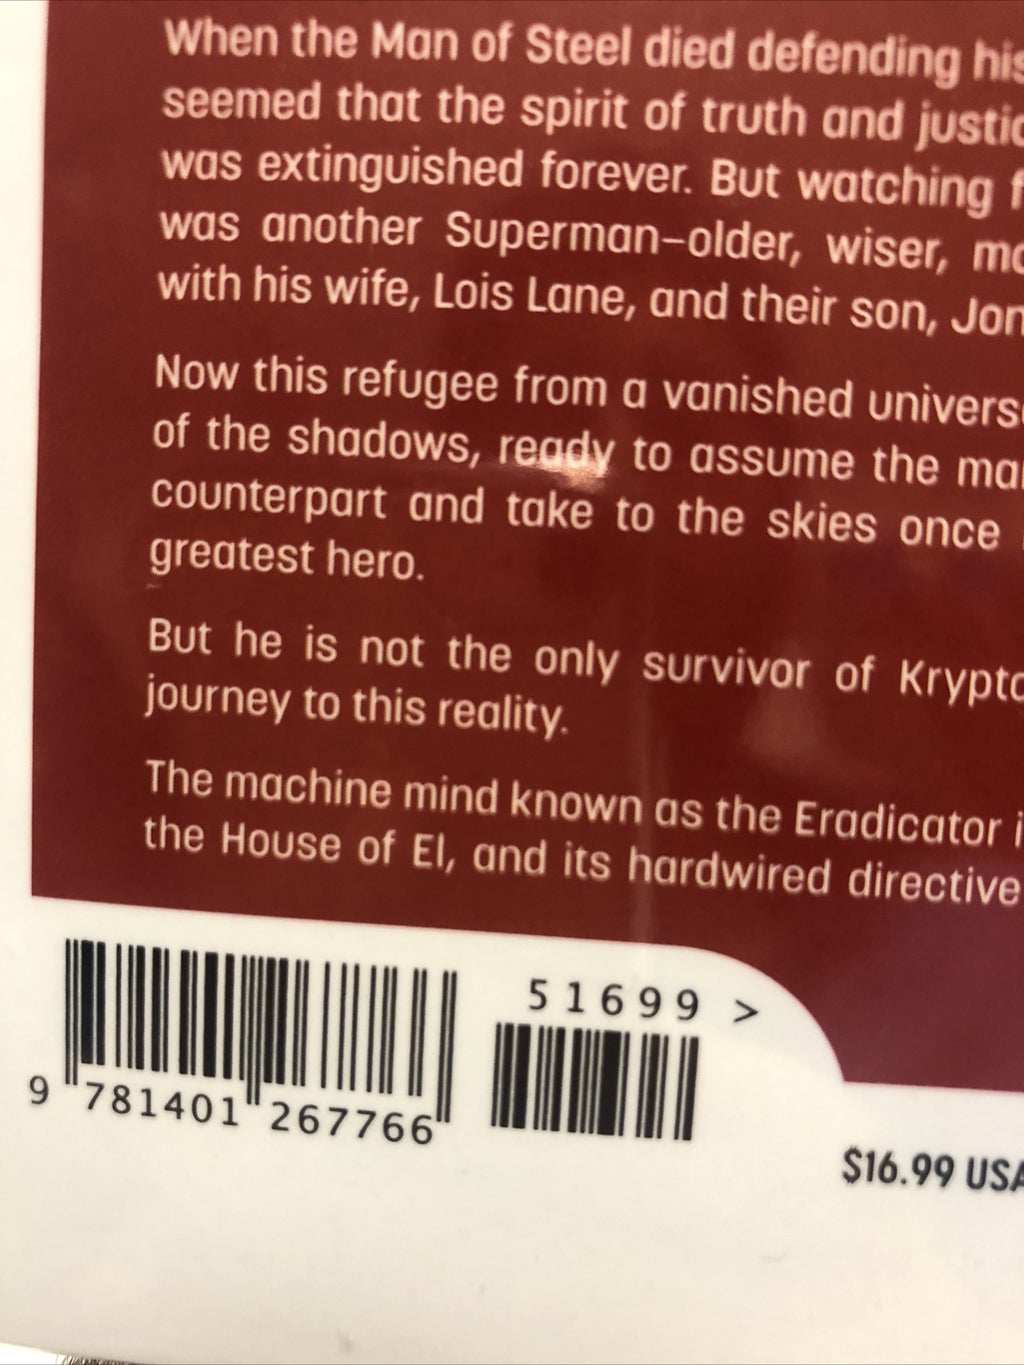 When the Man of Steel died defending his
seemed that the spirit of truth and justic
was extinguished forever. But watching f
was another Superman–older, wiser, mo
with his wife, Lois Lane, and their son, Jon
Now this refugee from a vanished univers
of the shadows, ready to assume the ma
counterpart and take to the skies once
greatest hero.
But he is not the only survivor of Krypto
journey to this reality.
The machine mind known as the Eradicator i
the House of El, and its hardwired directive
51699 >
9 781401 267766
$16.99 USA